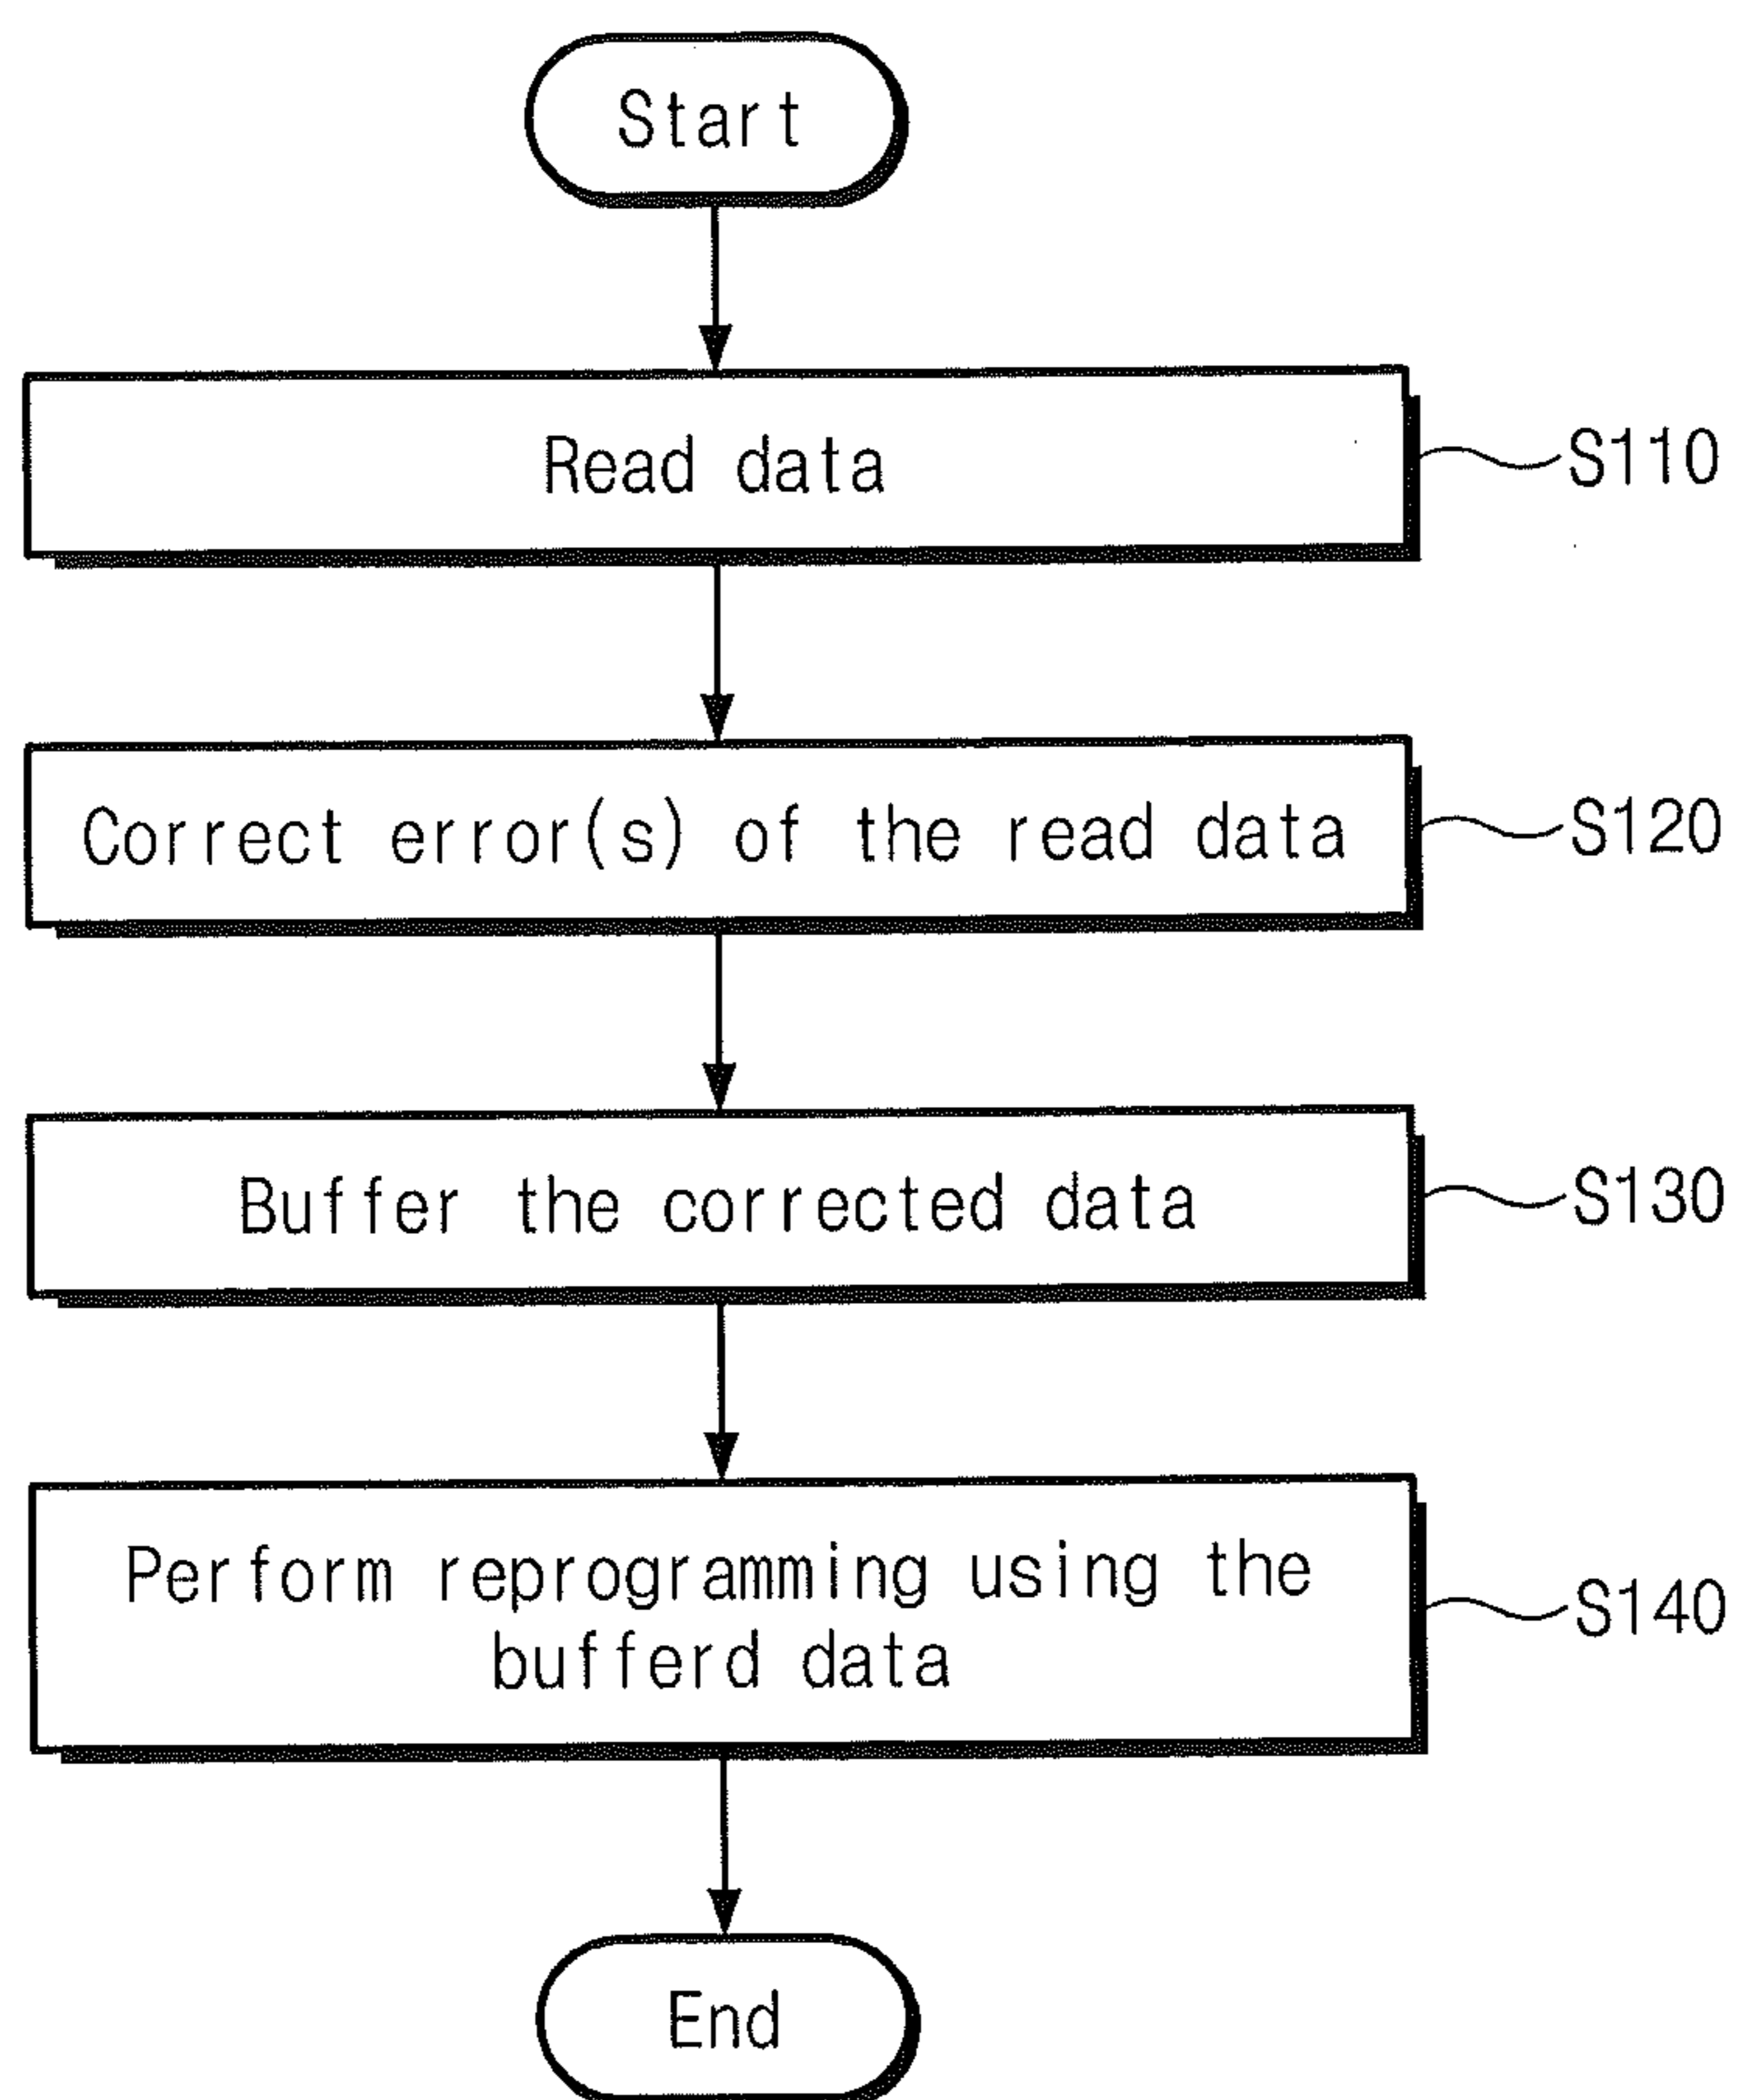 Start
Read data
S110
Correct error(s) of the read data
S120
Buffer the corrected data
S130
Perform reprogramming using the
bufferd data
S140
End